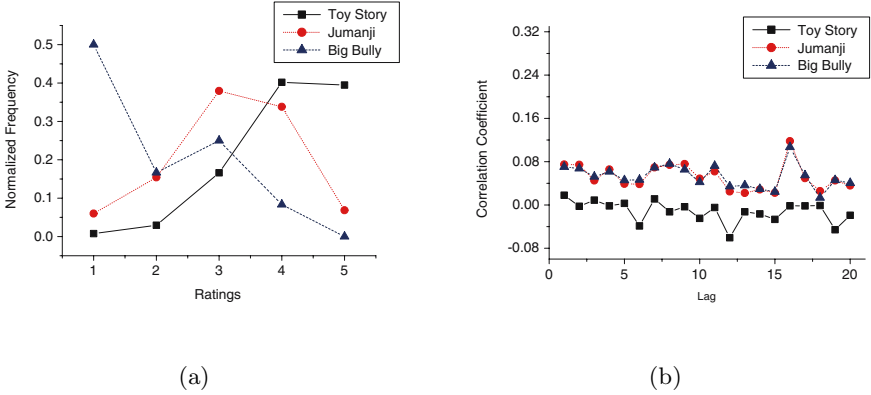 Toy Story
Jumanji
Big Bully
0.5
0.4
0.3
0.2
0.1
0.0
Normalized Frequency
1 2 3 4 5
Ratings
(a)
Toy Story
Jumanji
Big Bully
0.32
0.24
0.16
0.08
0.00
-0.08
Correlation Coefficient
0 5 10 15 20
Lag
(b)